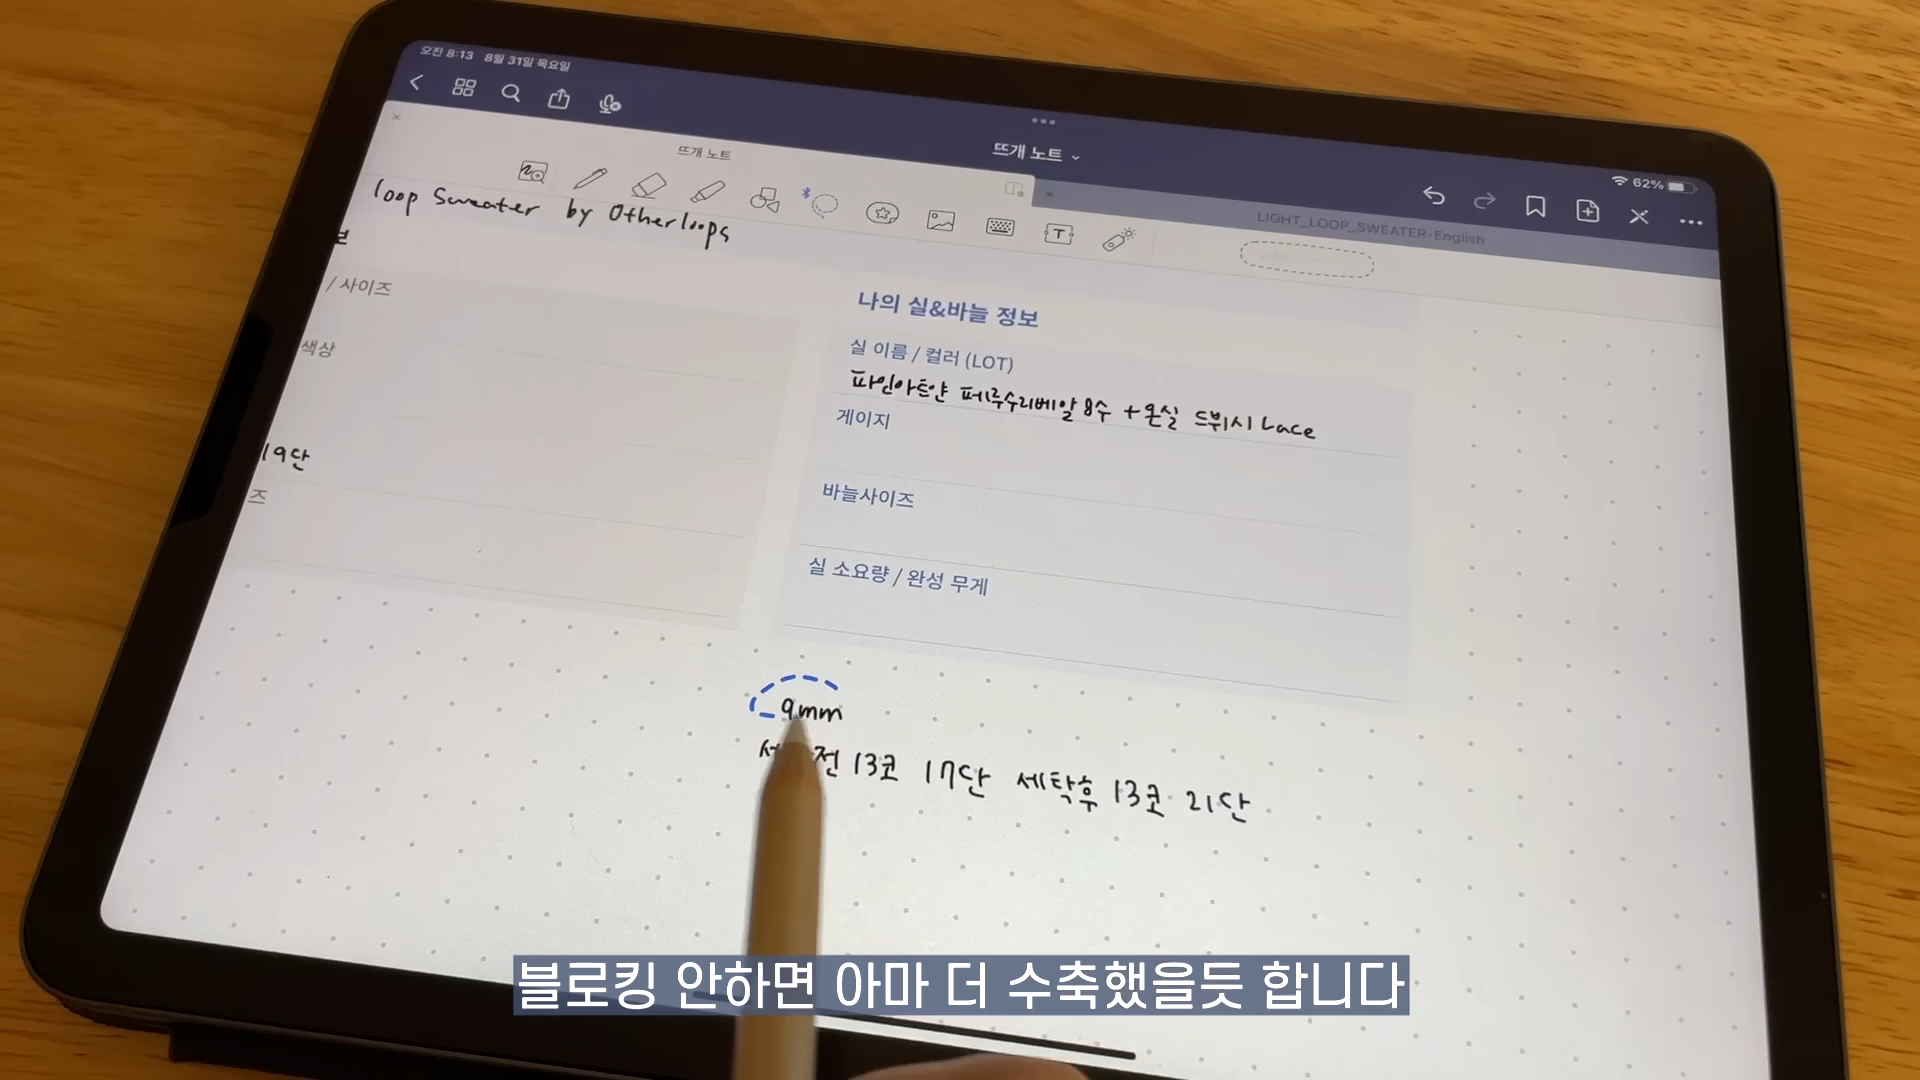 오전 8:13 8월 31일 목요일
62%
뜨개 노트
뜨개 노트
LIGHT_LOOP_SWEATER-English
loop Sweater by Otherloops
보
/ 사이즈
색상
19단
즈
나의 실&바늘 정보
실 이름 / 컬러 (LOT)
파인아트얀 페루수리베알 8수 + 온실 드뷔시 Lace
게이지
바늘사이즈
실 소요량 / 완성 무게
9mm
전 13코 17단 세탁후 13코 21단
블로킹 안하면 아마 더 수축했을듯 합니다